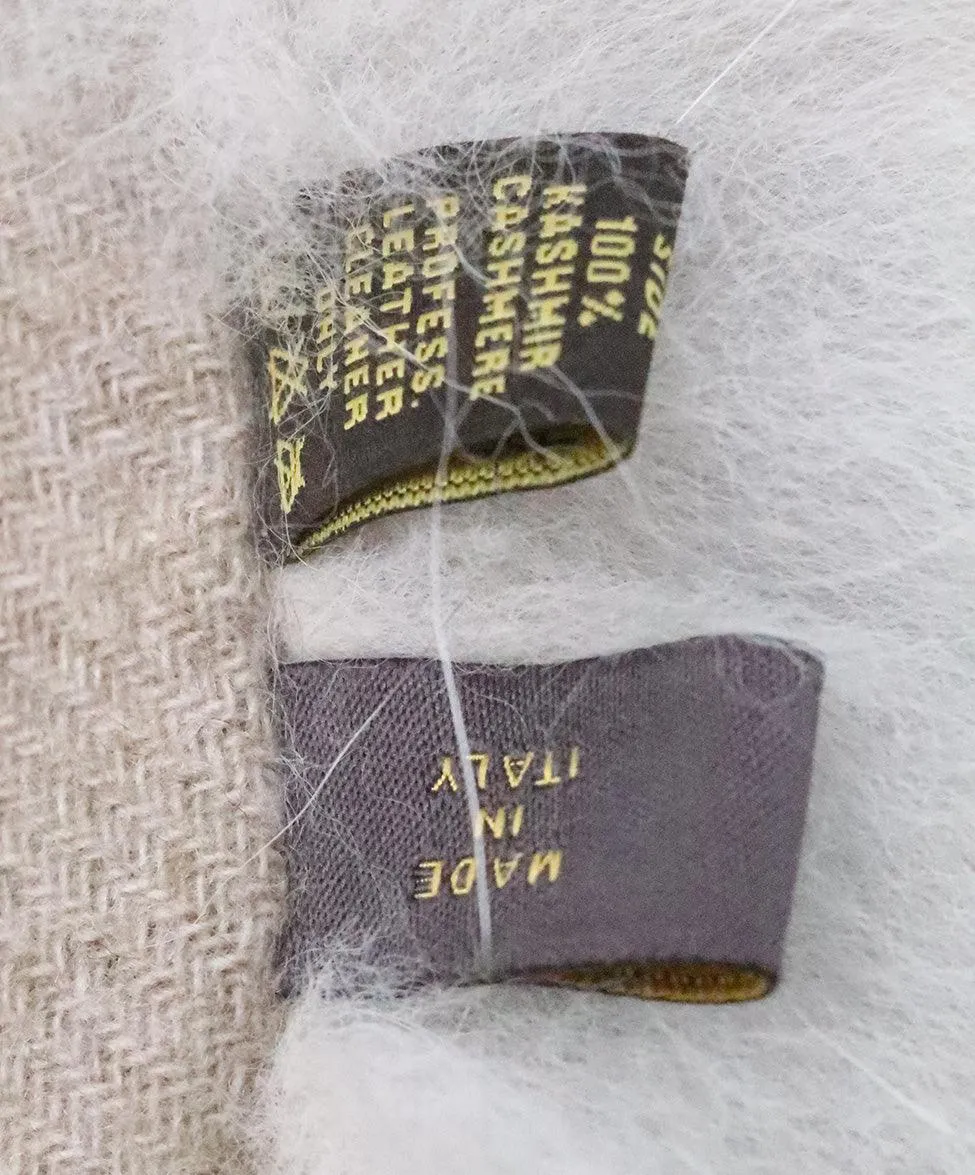 100%
KASHMIR
CASHMERE
PROFESS.
LEATHER
CLEANER
ONLY
MADE
IN
ITALY